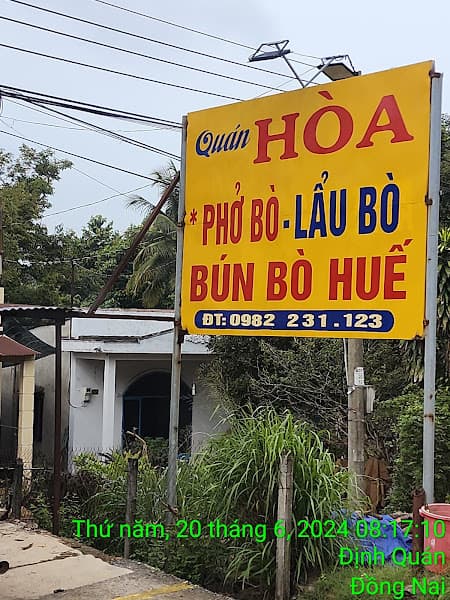 Quán HÒA
* PHỞ BÒ - LẨU BÒ
BÚN BÒ HUẾ
ĐT: 0982 231.123
Thứ năm, 20 tháng 6, 2024 08:17:10
Định Quán
Đồng Nai